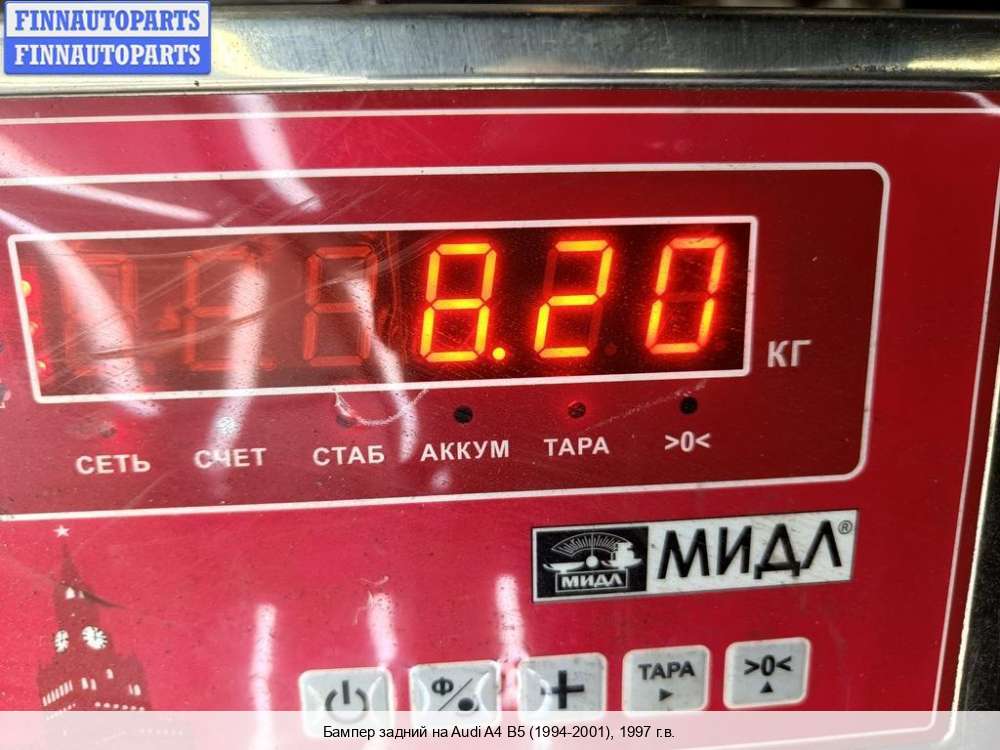 FINNAUTOPARTS
FINNAUTOPARTS
8.20
КГ
СЕТЬ СЧЕТ СТАБ АККУМ ТАРА >0<
МИДЛ МИДЛ®
Ф + ТАРА >0<
Бампер задний на Audi A4 B5 (1994-2001), 1997 г.в.